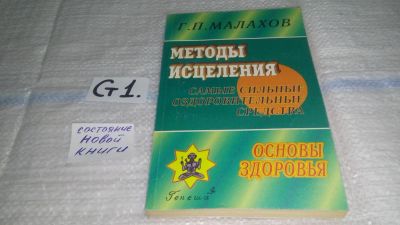 Г.П.МАЛАХОВ
МЕТОДЫ
ИСЦЕЛЕНИЯ
САМЫЕ СИЛЬНЫЕ
ОЗДОРОВИТЕЛЬНЫЕ
СРЕДСТВА
ОСНОВЫ
ЗДОРОВЬЯ
Генеша
G1.
состояние
новой
книги